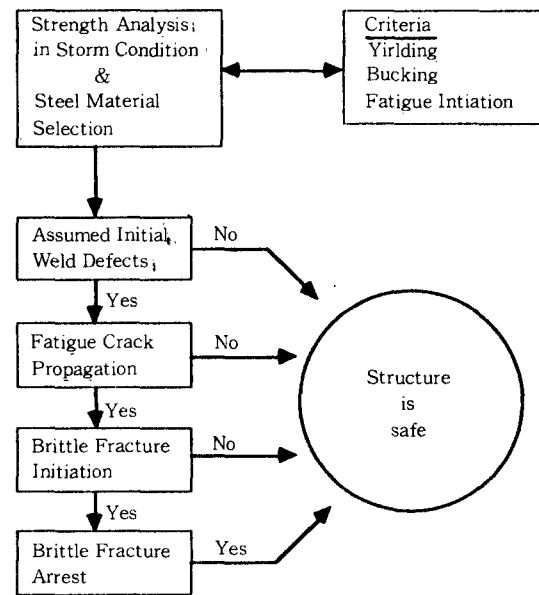 Strength Analysis
in Storm Condition
&
Steel Material
Selection
Criteria
Yirlding
Bucking
Fatigue Intiation
Assumed Initial
Weld Defects
No
Yes
Fatigue Crack
Propagation
No
Yes
Brittle Fracture
Initiation
No
Yes
Brittle Fracture
Arrest
Yes
Structure
is
safe